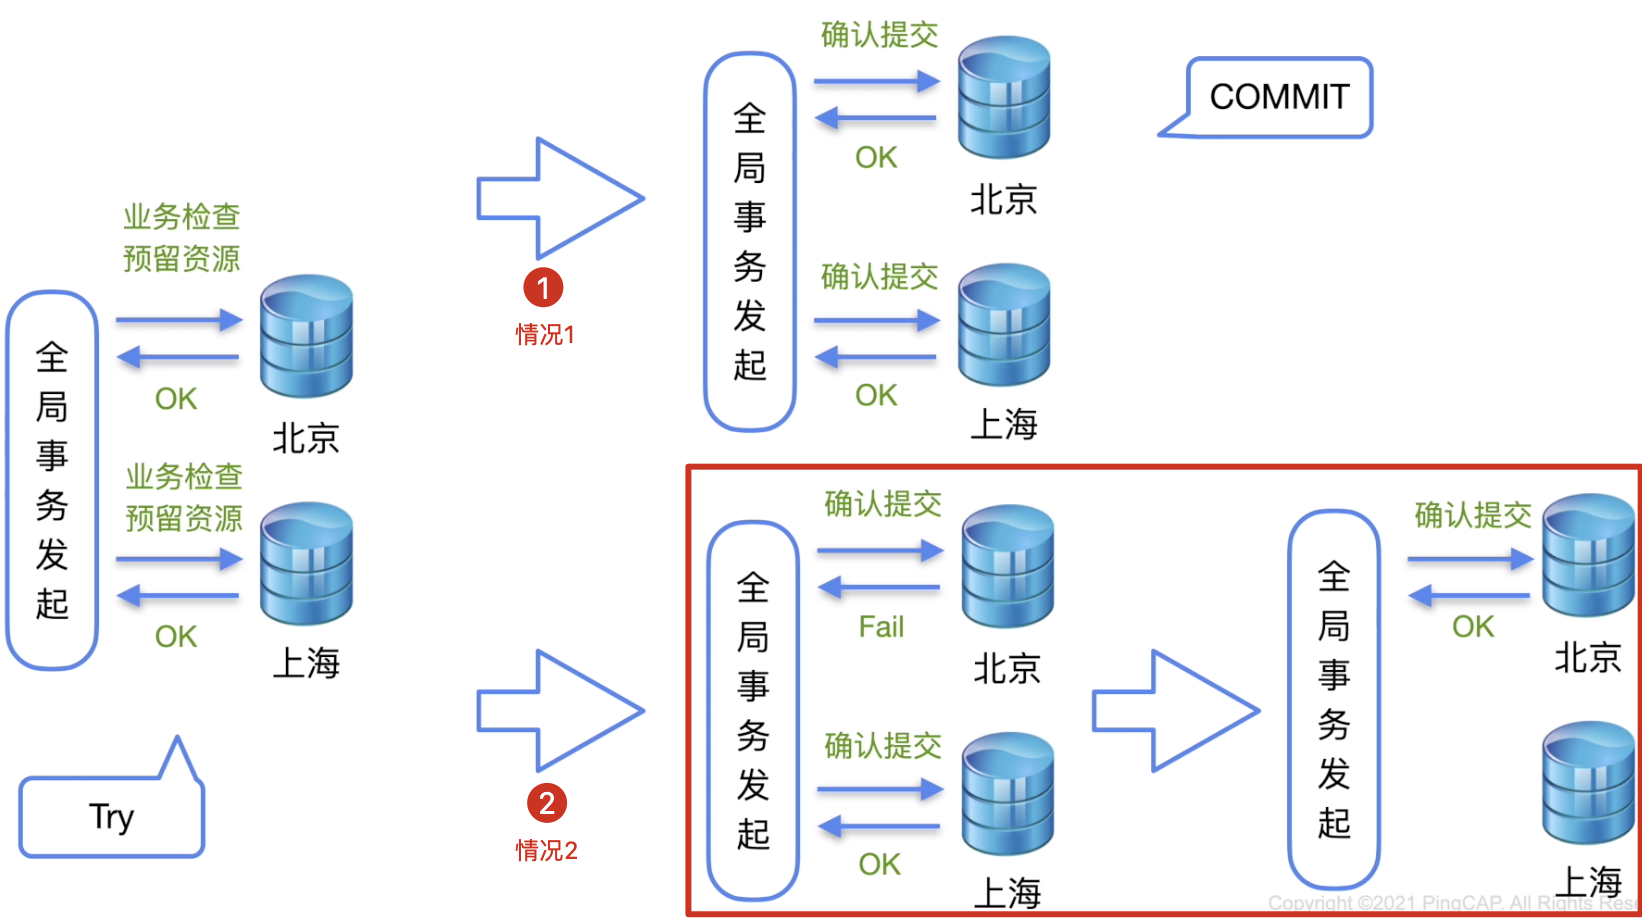 业务检查
预留资源
OK
北京
全局事务发起
业务检查
预留资源
OK
上海
Try
1
情况1
确认提交
OK
北京
全局事务发起
确认提交
OK
上海
COMMIT
2
情况2
确认提交
Fail
北京
全局事务发起
确认提交
OK
上海
确认提交
OK
北京
全局事务发起
上海
Copyright ©2021 PingCAP. All Rights Rese